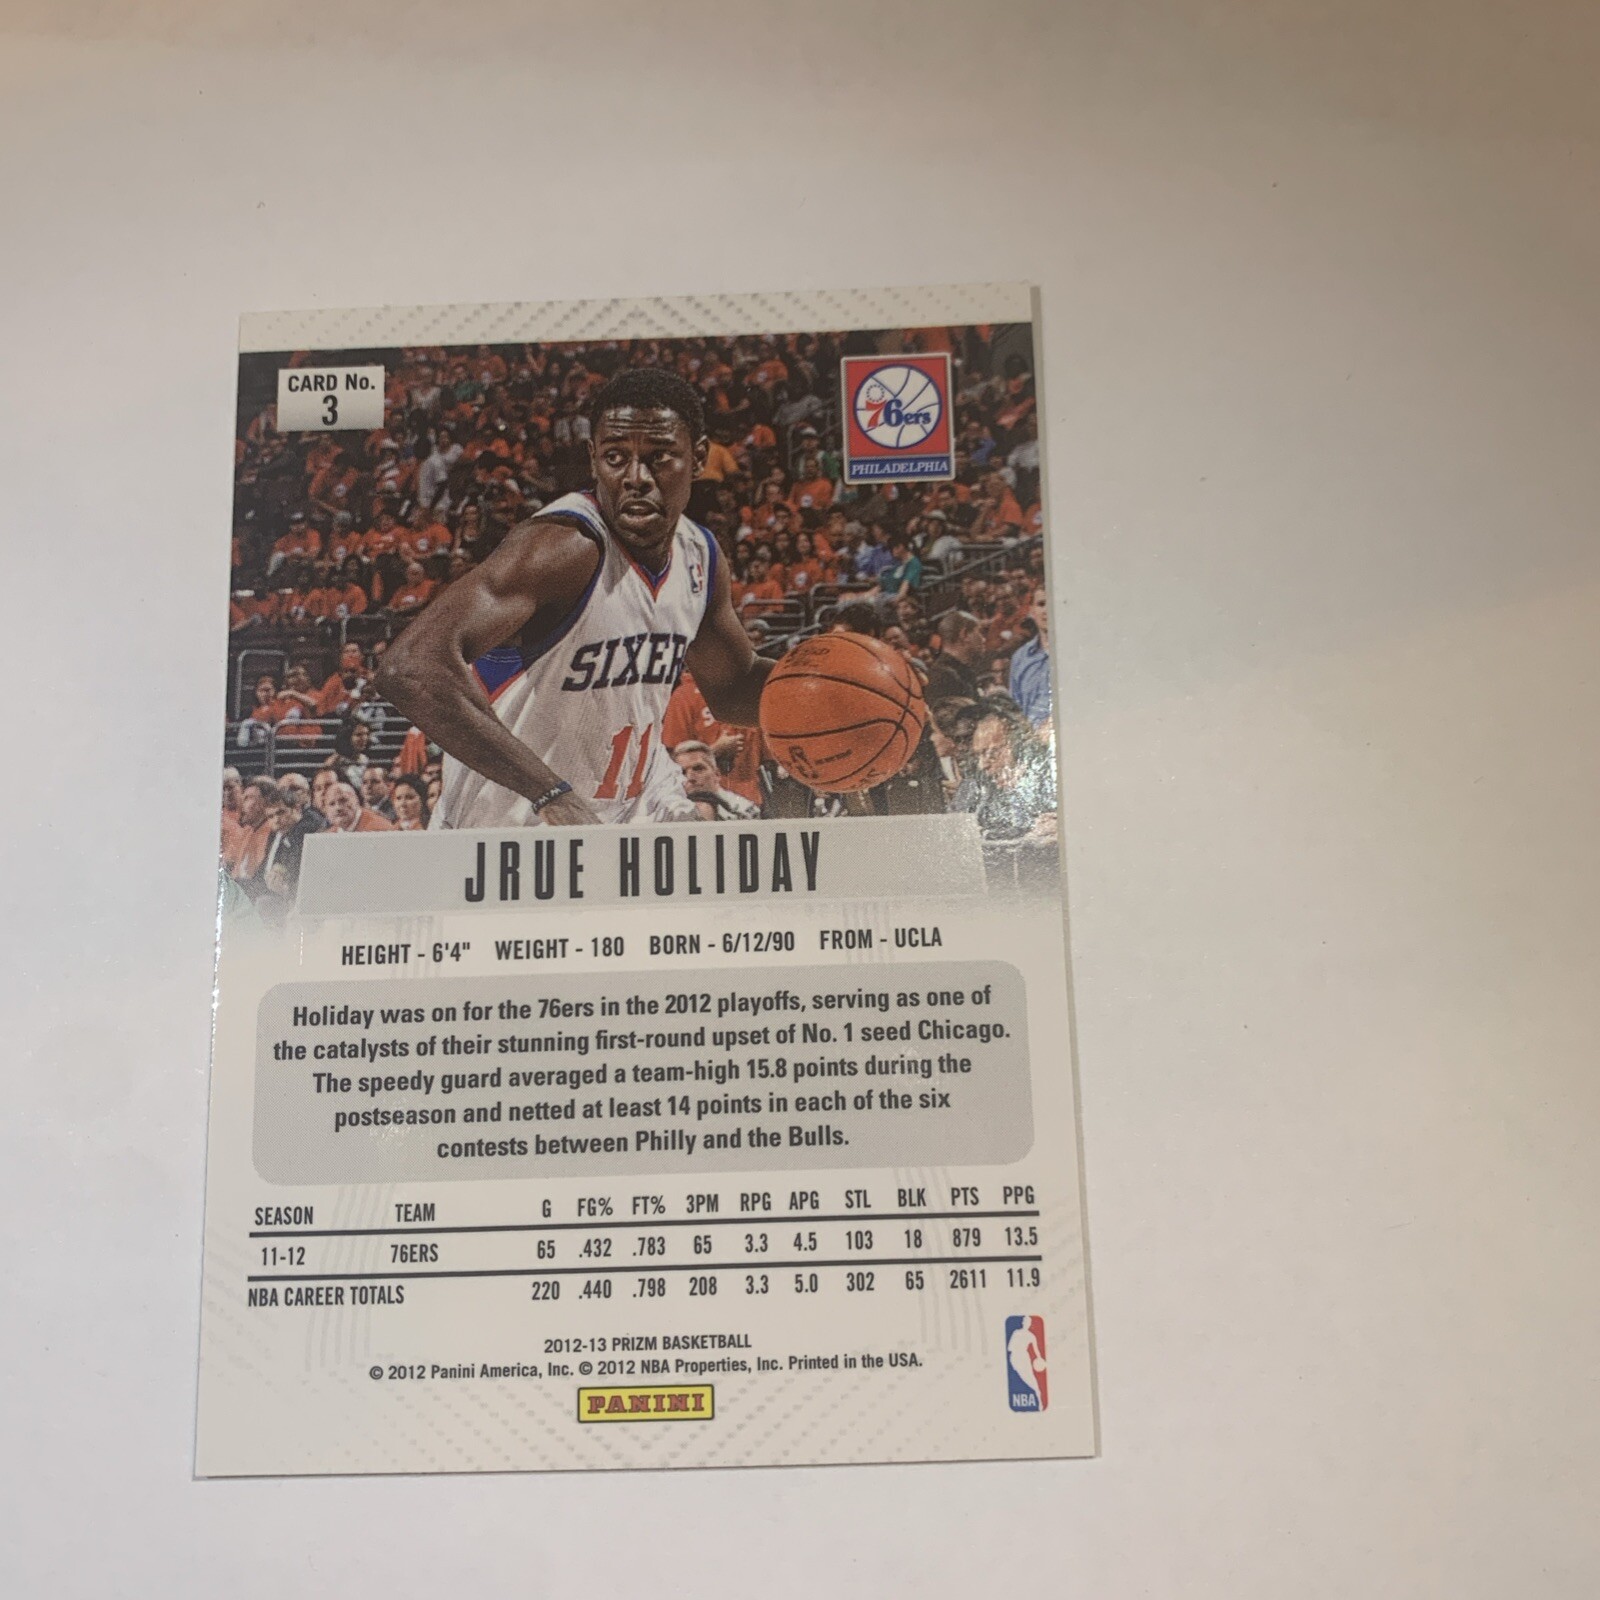 CARD No.
3
76ers
PHILADELPHIA
SIXER
11
JRUE HOLIDAY
HEIGHT - 6'4" WEIGHT - 180 BORN - 6/12/90 FROM - UCLA
Holiday was on for the 76ers in the 2012 playoffs, serving as one of
the catalysts of their stunning first-round upset of No. 1 seed Chicago.
The speedy guard averaged a team-high 15.8 points during the
postseason and netted at least 14 points in each of the six
contests between Philly and the Bulls.
SEASON TEAM G FG% FT% 3PM RPG APG STL BLK PTS PPG
11-12 76ERS 65 .432 .783 65 3.3 4.5 103 18 879 13.5
NBA CAREER TOTALS 220 .440 .798 208 3.3 5.0 302 65 2611 11.9
2012-13 PRIZM BASKETBALL
© 2012 Panini America, Inc. © 2012 NBA Properties, Inc. Printed in the USA.
PANINI
NBA